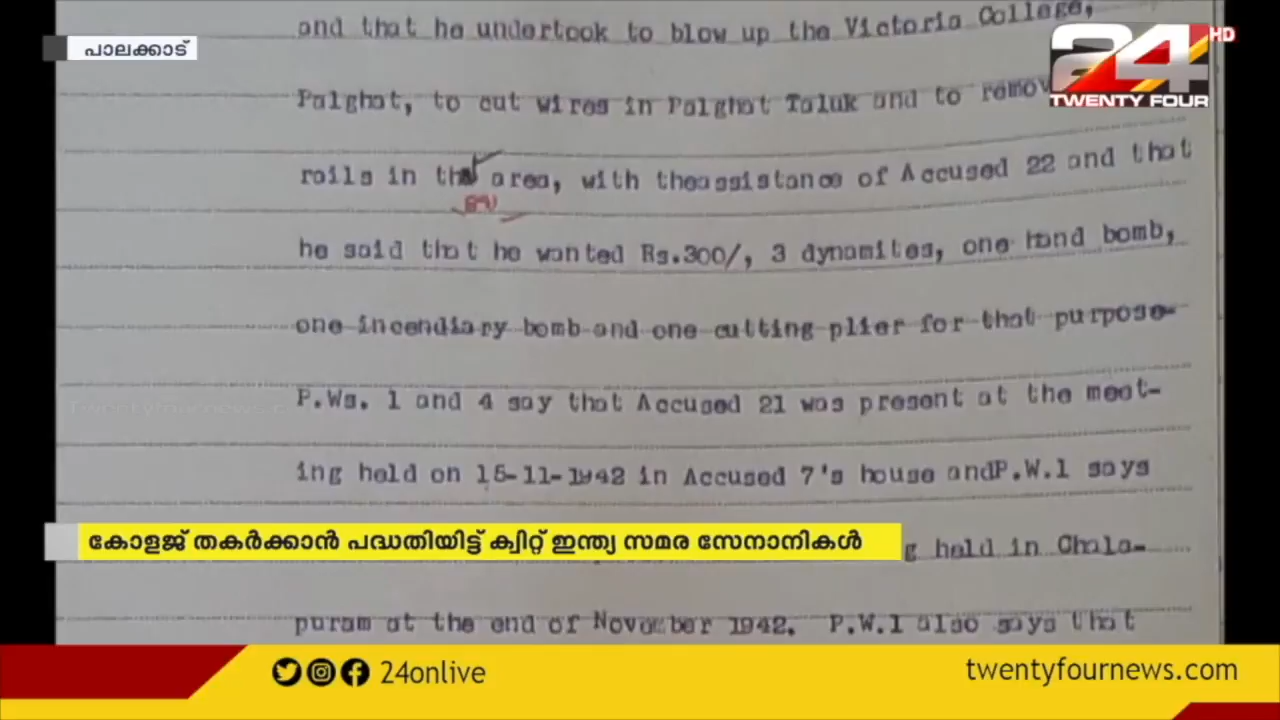 and that he undertook to blow up the Victoria College,
പാലക്കാട്
24 HD
TWENTY FOUR
Palghat, to cut wires in Palghat Taluk and to remov
rails in the area, with theassistance of Accused 22 and that
he said that he wanted Rs.300/, 3 dynamites, one hand bomb,
one incendiary bomb and one cutting plier for that purpose-
Twentyfournews.c
P.Ws. 1 and 4 say that Accused 21 was present at the meet-
ing held on 15-11-1942 in Accused 7's house andP.W.1 says
കോളജ് തകർക്കാൻ പദ്ധതിയിട്ട് ക്വിറ്റ് ഇന്ത്യ സമര സേനാനികൾ
g held in Chala-
puram at the end of November 1942. P.W.1 also says that
24onlive
twentyfournews.com